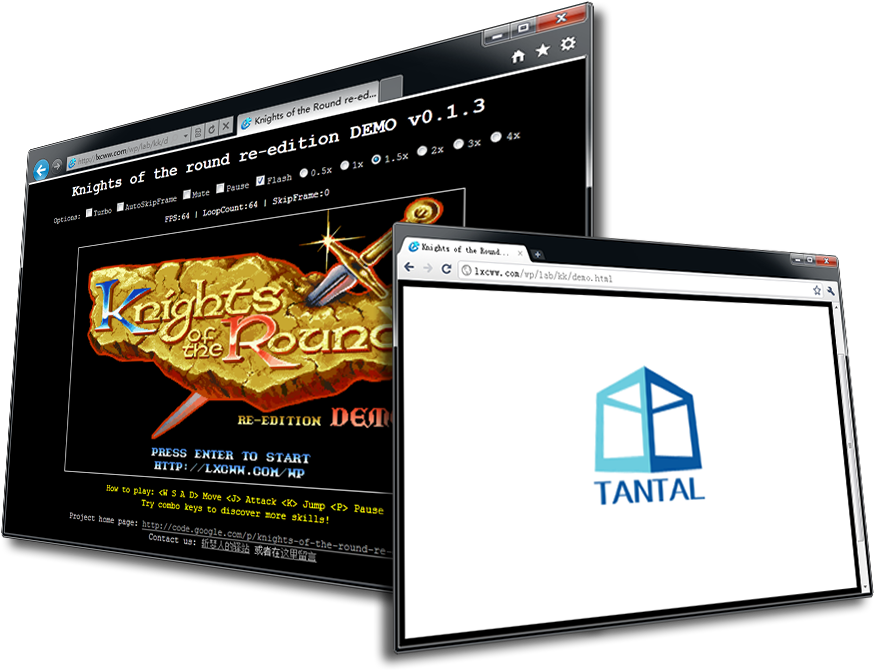 http://lxcww.com/wp/lab/kk/d
Knights of the Round re-ed...
Knights of the round re-edition DEMO v0.1.3
Options: Turbo AutoSkipFrame Mute Pause Flash 0.5x 1x 1.5x 2x 3x 4x
FPS:64 | LoopCount:64 | SkipFrame:0
Knights
of
the Round
RE-EDITION DEMO
PRESS ENTER TO START
HTTP://LXCWW.COM/WP
How to play: <W S A D> Move <J> Attack <K> Jump <P> Pause
Try combo keys to discover more skills!
Project home page: http://code.google.com/p/knights-of-the-round-re-
Contact us: 折梦人的驿站 或者在这里留言
Knights of the Round...
lxcww.com/wp/lab/kk/demo.html
TANTAL